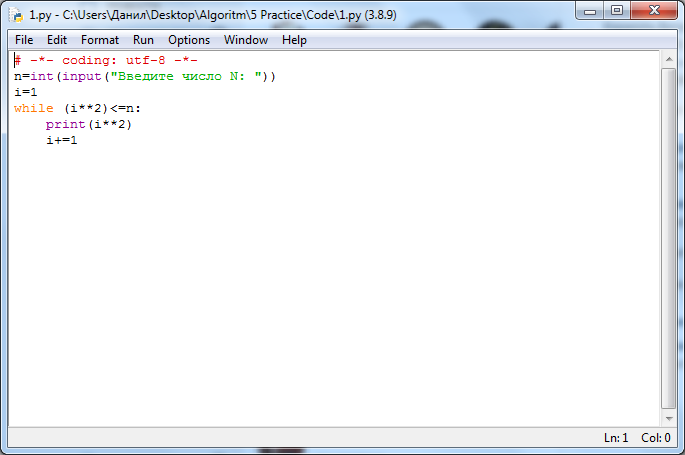 1.py - C:\Users\Данил\Desktop\Algoritm\5 Practice\Code\1.py (3.8.9)
File Edit Format Run Options Window Help
# -*- coding: utf-8 -*-
n=int(input("Введите число N: "))
i=1
while (i**2)<=n:
    print(i**2)
    i+=1
Ln: 1 Col: 0